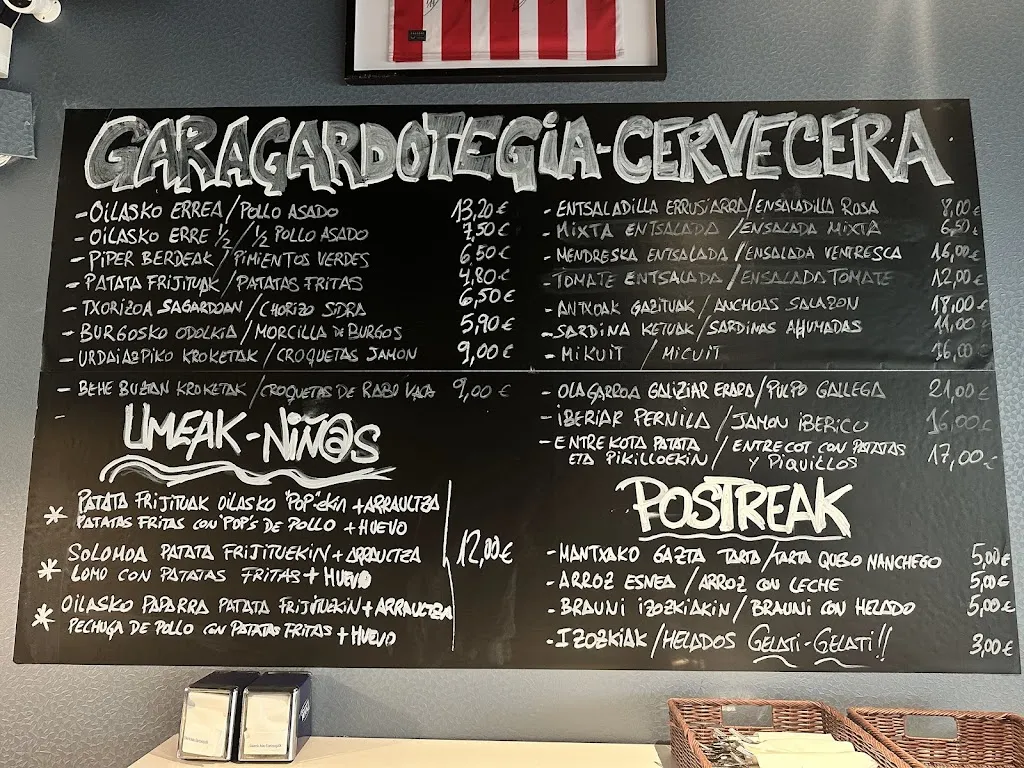 GARAGARDOTEGIA-CERVECERA
- OILASKO ERREA / POLLO ASADO 13,20 €
- OILASKO ERRE 1/2 / 1/2 POLLO ASADO 7,50 €
- PIPER BERDEAK / PIMIENTOS VERDES 6,50 €
- PATATA FRIJITUAK / PATATAS FRITAS 4,80 €
- TXORIZOA SAGARDOAN / CHORIZO SIDRA 6,50 €
- BURGOSKO ODOLKIA / MORCILLA DE BURGOS 5,90 €
- URDAIAZPIKO KROKETAK / CROQUETAS JAMON 9,00 €
- BEHE BUZTAN KROKETAK / CROQUETAS DE RABO VACA 9,00 €
-
UMEAK - NIÑ@S
* PATATA FRIJITUAK OILASKO "POP"EKIN + ARRAULTZA
PATATAS FRITAS CON POP'S DE POLLO + HUEVO
* SOLOMOA PATATA FRIJITUEKIN + ARRAULTZA
LOMO CON PATATAS FRITAS + HUEVO
12,00 €
* OILASKO PAPARRA PATATA FRIJITUEKIN + ARRAULTZA
PECHUGA DE POLLO CON PATATAS FRITAS + HUEVO
- ENTSALADILLA ERRUSIARRA / ENSALADILLA ROSA 8,00 €
- MIXTA ENTSALADA / ENSALADA MIXTA 6,50 €
- MENDRESKA ENTSALADA / ENSALADA VENTRESCA 16,00 €
- TOMATE ENTSALADA / ENSALADA TOMATE 12,00 €
- ANTXOAK GAZITUAK / ANCHOAS SALAZON 18,00 €
- SARDINA KETUAK / SARDINAS AHUMADAS 11,00 €
- MIKUIT / MICUIT 16,00 €
- OLAGARROA GALIZIAR ERARA / PULPO GALLEGA 21,00 €
- IBERIAR PERNILA / JAMON IBERICO 16,00 €
- ENTREKOTA PATATA / ENTRECOT CON PATATAS
ETA PIKILLOEKIN / Y PIQUILLOS 17,00 €
POSTREAK
- MANTXAKO GAZTA TARTA / TARTA QUESO MANCHEGO 5,00 €
- ARROZ ESNEA / ARROZ CON LECHE 5,00 €
- BRAUNI IZOZKIAKIN / BRAUNI CON HELADO 5,00 €
- IZOZKIAK / HELADOS GELATI - GELATI!! 3,00 €